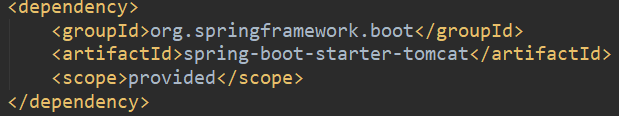 <dependency>
    <groupId>org.springframework.boot</groupId>
    <artifactId>spring-boot-starter-tomcat</artifactId>
    <scope>provided</scope>
</dependency>